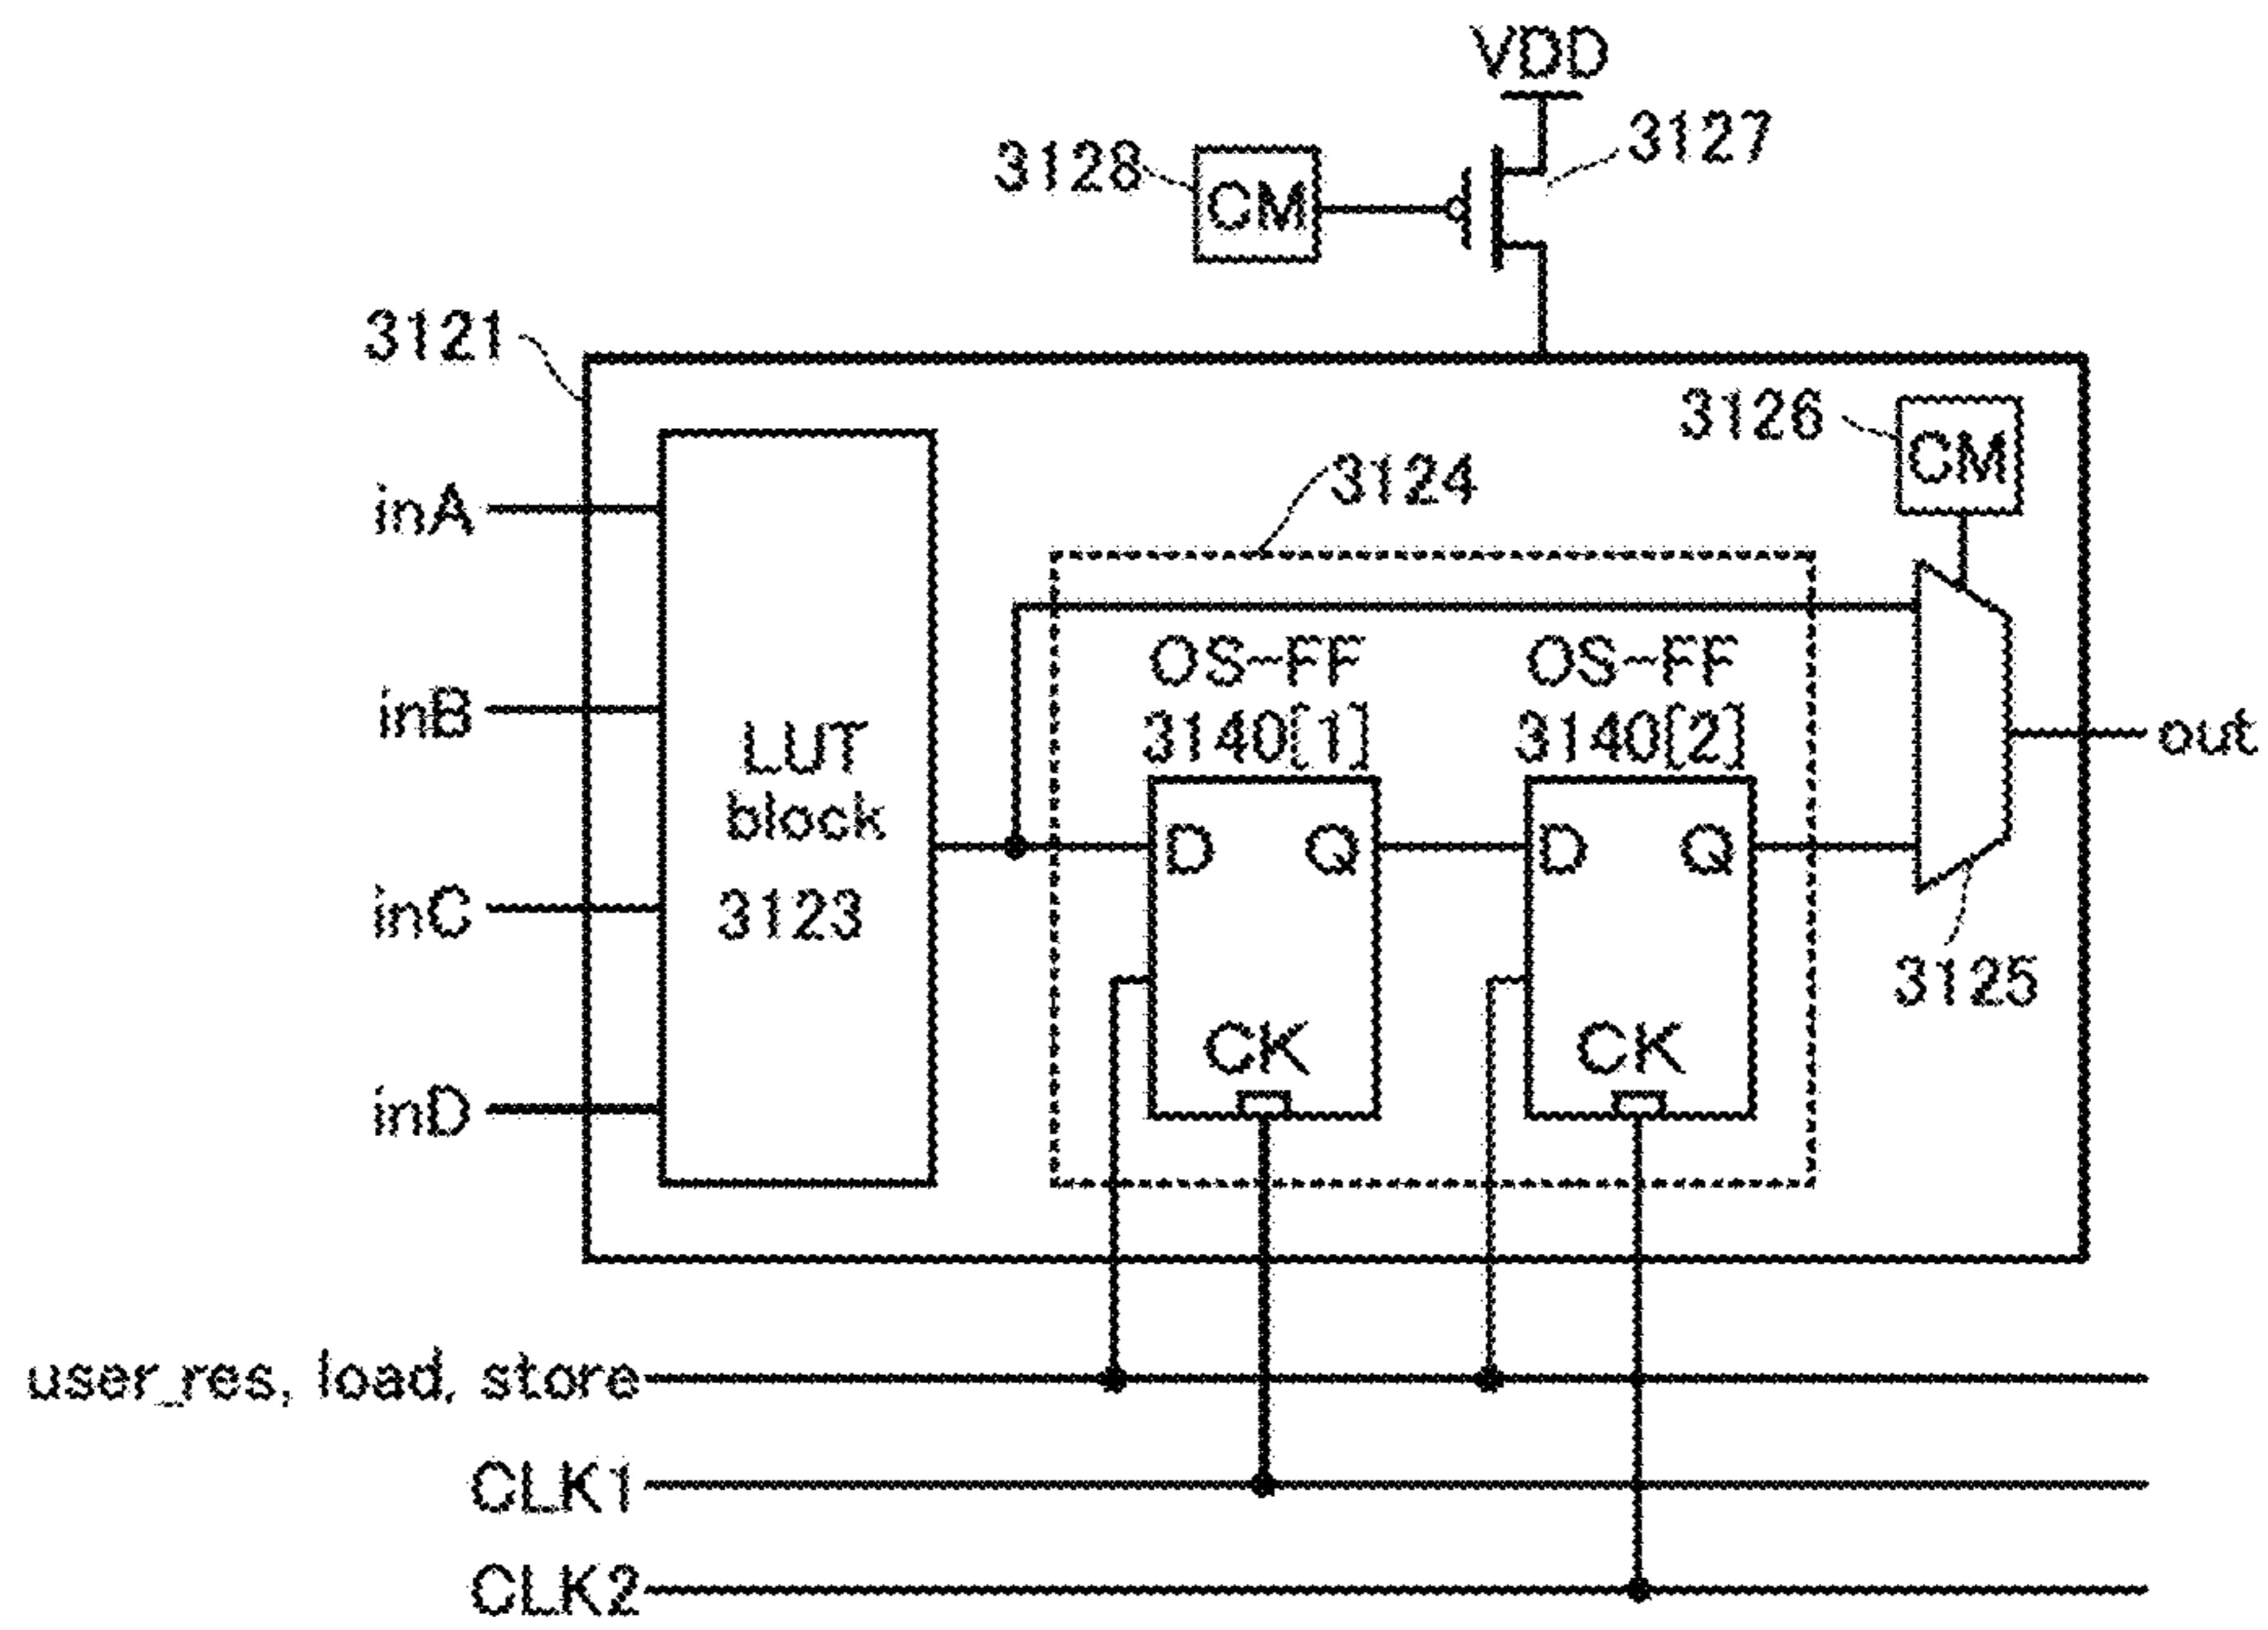 VDD
3127
3128
CM
3121
3126
CM
3124
inA
inB
inC
inD
LUT
block
3123
OS-FF
3140[1]
OS-FF
3140[2]
D
Q
D
Q
CK
CK
out
3125
user_res, load, store
CLK1
CLK2